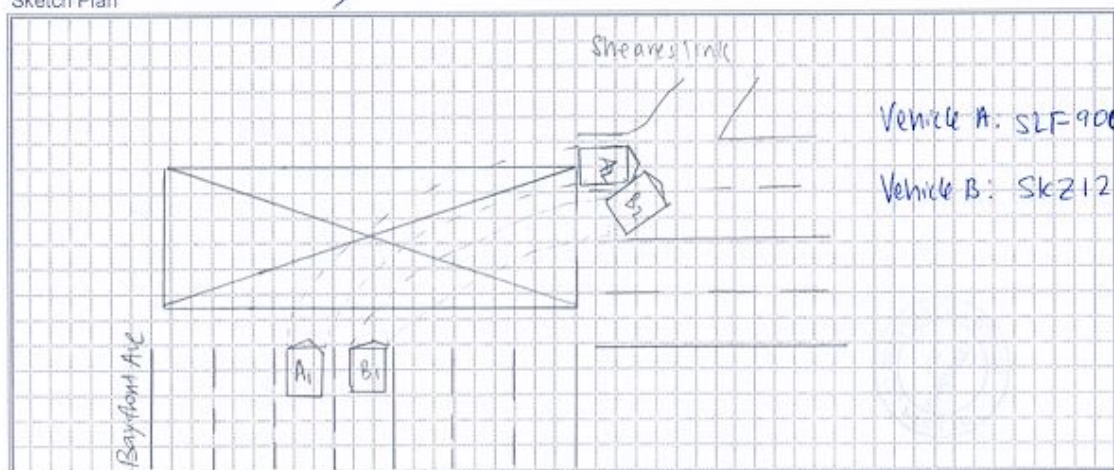 Sketch Plan
Sheares link
Vehicle A: SLF900
Vehicle B: SKZ12
A2
B2
A1
B1
Bayfront Ave